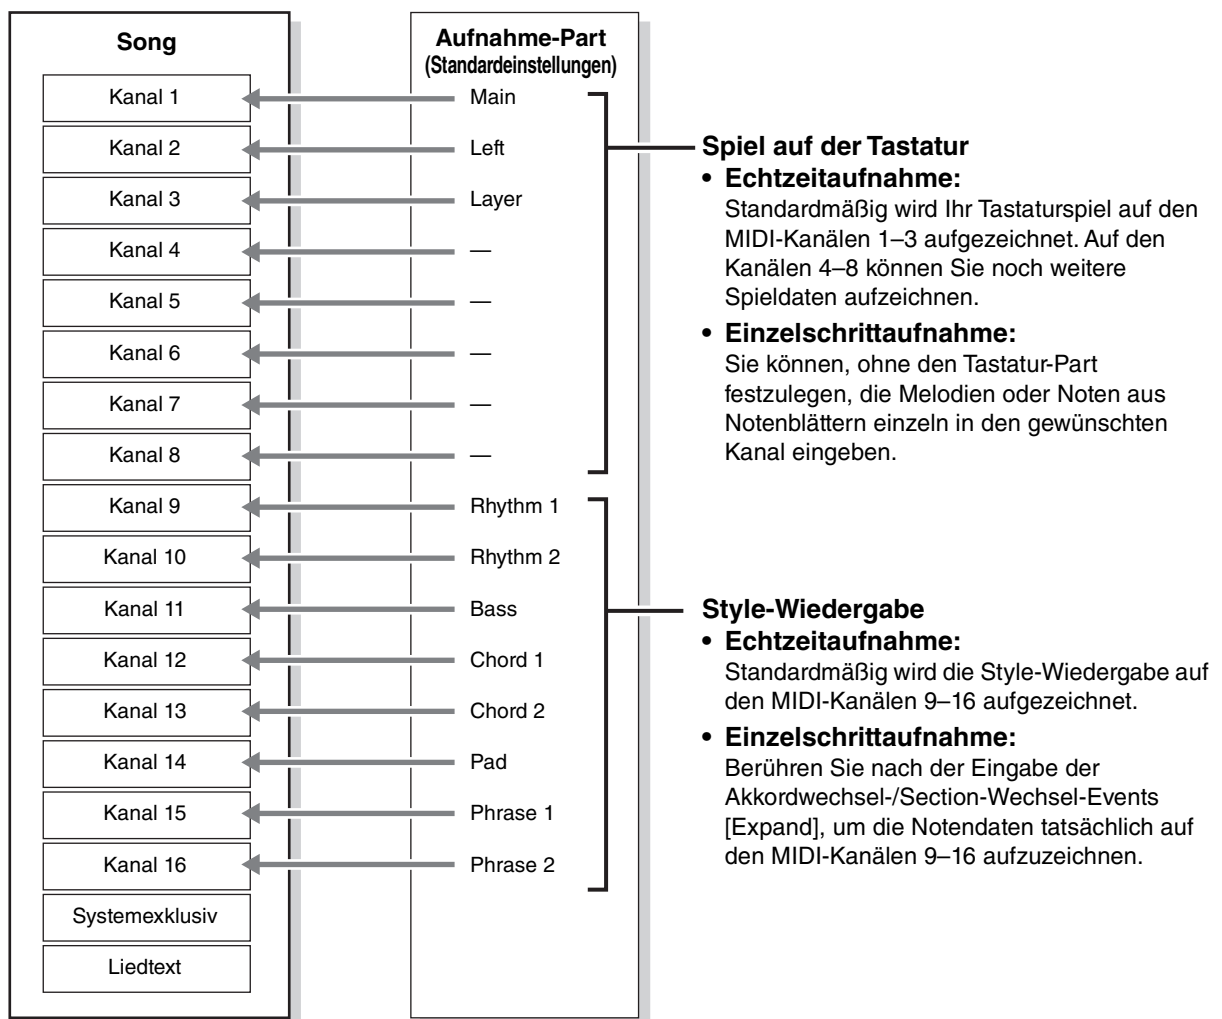 Song
Kanal 1
Kanal 2
Kanal 3
Kanal 4
Kanal 5
Kanal 6
Kanal 7
Kanal 8
Kanal 9
Kanal 10
Kanal 11
Kanal 12
Kanal 13
Kanal 14
Kanal 15
Kanal 16
Systemexklusiv
Liedtext
Aufnahme-Part
(Standardeinstellungen)
Main
Left
Layer
—
—
—
—
—
Rhythm 1
Rhythm 2
Bass
Chord 1
Chord 2
Pad
Phrase 1
Phrase 2
Spiel auf der Tastatur
• Echtzeitaufnahme:
Standardmäßig wird Ihr Tastaturspiel auf den
MIDI-Kanälen 1–3 aufgezeichnet. Auf den
Kanälen 4–8 können Sie noch weitere
Spieldaten aufzeichnen.
• Einzelschrittaufnahme:
Sie können, ohne den Tastatur-Part
festzulegen, die Melodien oder Noten aus
Notenblättern einzeln in den gewünschten
Kanal eingeben.
Style-Wiedergabe
• Echtzeitaufnahme:
Standardmäßig wird die Style-Wiedergabe auf
den MIDI-Kanälen 9–16 aufgezeichnet.
• Einzelschrittaufnahme:
Berühren Sie nach der Eingabe der
Akkordwechsel-/Section-Wechsel-Events
[Expand], um die Notendaten tatsächlich auf
den MIDI-Kanälen 9–16 aufzuzeichnen.